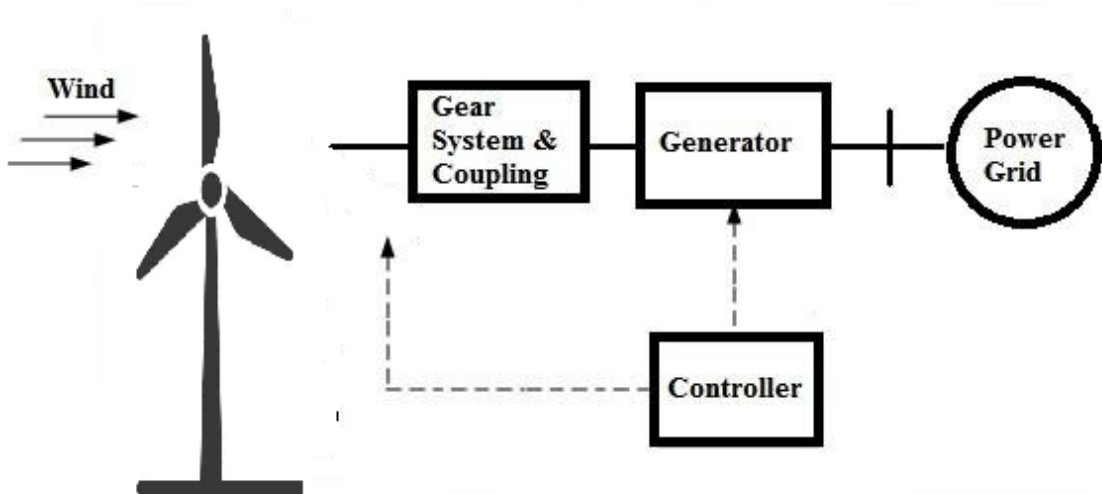 Wind
Gear
System &
Coupling
Generator
Power
Grid
Controller